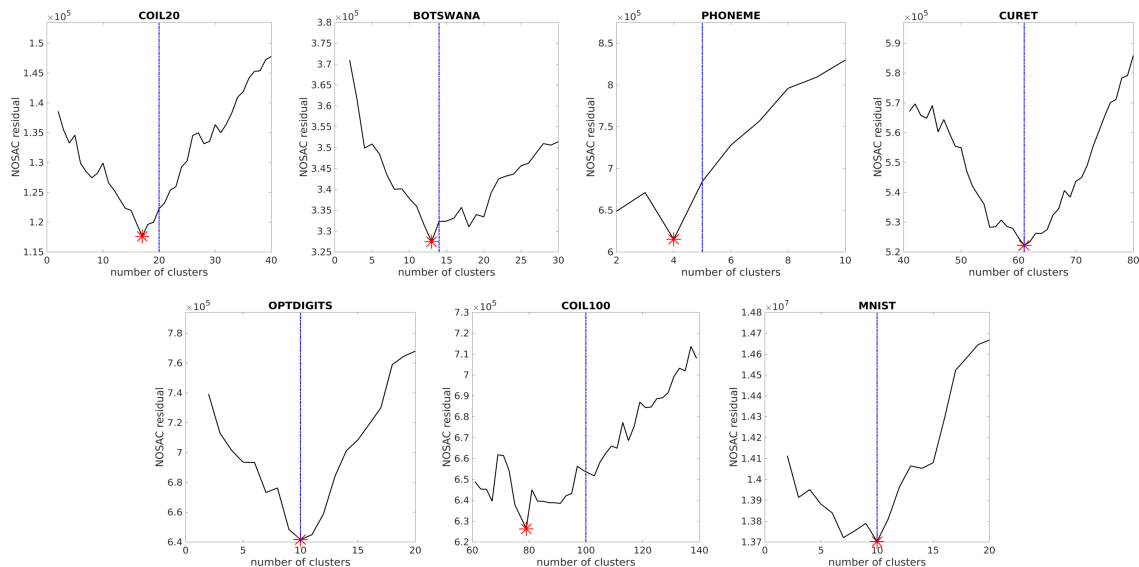 COIL20
×10^5
1.5
1.45
1.4
1.35
1.3
1.25
1.2
1.15
NOSAC residual
0 10 20 30 40
number of clusters
BOTSWANA
×10^5
3.8
3.75
3.7
3.65
3.6
3.55
3.5
3.45
3.4
3.35
3.3
3.25
NOSAC residual
0 5 10 15 20 25 30
number of clusters
PHONEME
×10^5
8.5
8
7.5
7
6.5
6
NOSAC residual
2 4 6 8 10
number of clusters
CURET
×10^5
5.9
5.8
5.7
5.6
5.5
5.4
5.3
5.2
NOSAC residual
40 50 60 70 80
number of clusters
OPTDIGITS
×10^5
7.8
7.6
7.4
7.2
7
6.8
6.6
6.4
NOSAC residual
0 5 10 15 20
number of clusters
COIL100
×10^5
7.3
7.2
7.1
7
6.9
6.8
6.7
6.6
6.5
6.4
6.3
6.2
NOSAC residual
60 80 100 120 140
number of clusters
MNIST
×10^7
1.48
1.47
1.46
1.45
1.44
1.43
1.42
1.41
1.4
1.39
1.38
1.37
NOSAC residual
0 5 10 15 20
number of clusters